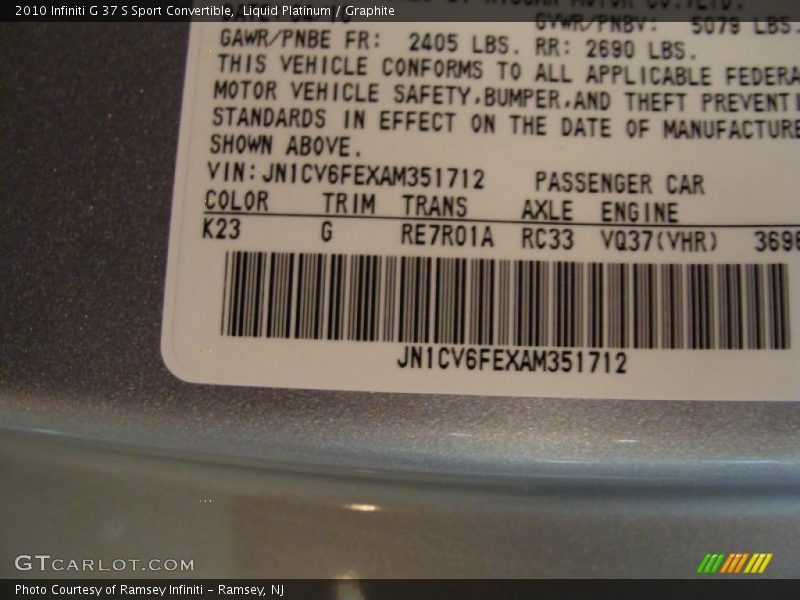 2010 Infiniti G 37 S Sport Convertible, Liquid Platinum / Graphite
GVWR/PNBV: 5079 LBS.
GAWR/PNBE FR: 2405 LBS. RR: 2690 LBS.
THIS VEHICLE CONFORMS TO ALL APPLICABLE FEDERA
MOTOR VEHICLE SAFETY,BUMPER,AND THEFT PREVENTI
STANDARDS IN EFFECT ON THE DATE OF MANUFACTURE
SHOWN ABOVE.
VIN: JN1CV6FEXAM351712 PASSENGER CAR
COLOR TRIM TRANS AXLE ENGINE
K23 G RE7R01A RC33 VQ37(VHR) 3696
JN1CV6FEXAM351712
GTCARLOT.COM
Photo Courtesy of Ramsey Infiniti – Ramsey, NJ